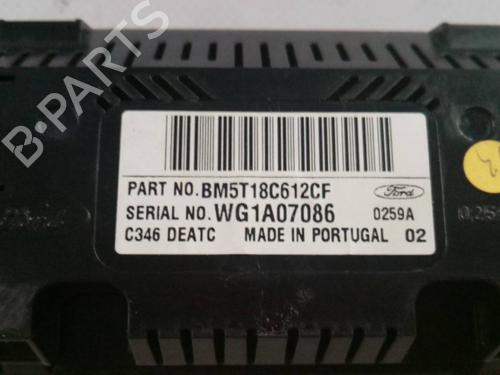 B-PARTS
PART NO.BM5T18C612CF
Ford
SERIAL NO.WG1A07086
0259A
C346 DEATC MADE IN PORTUGAL 02